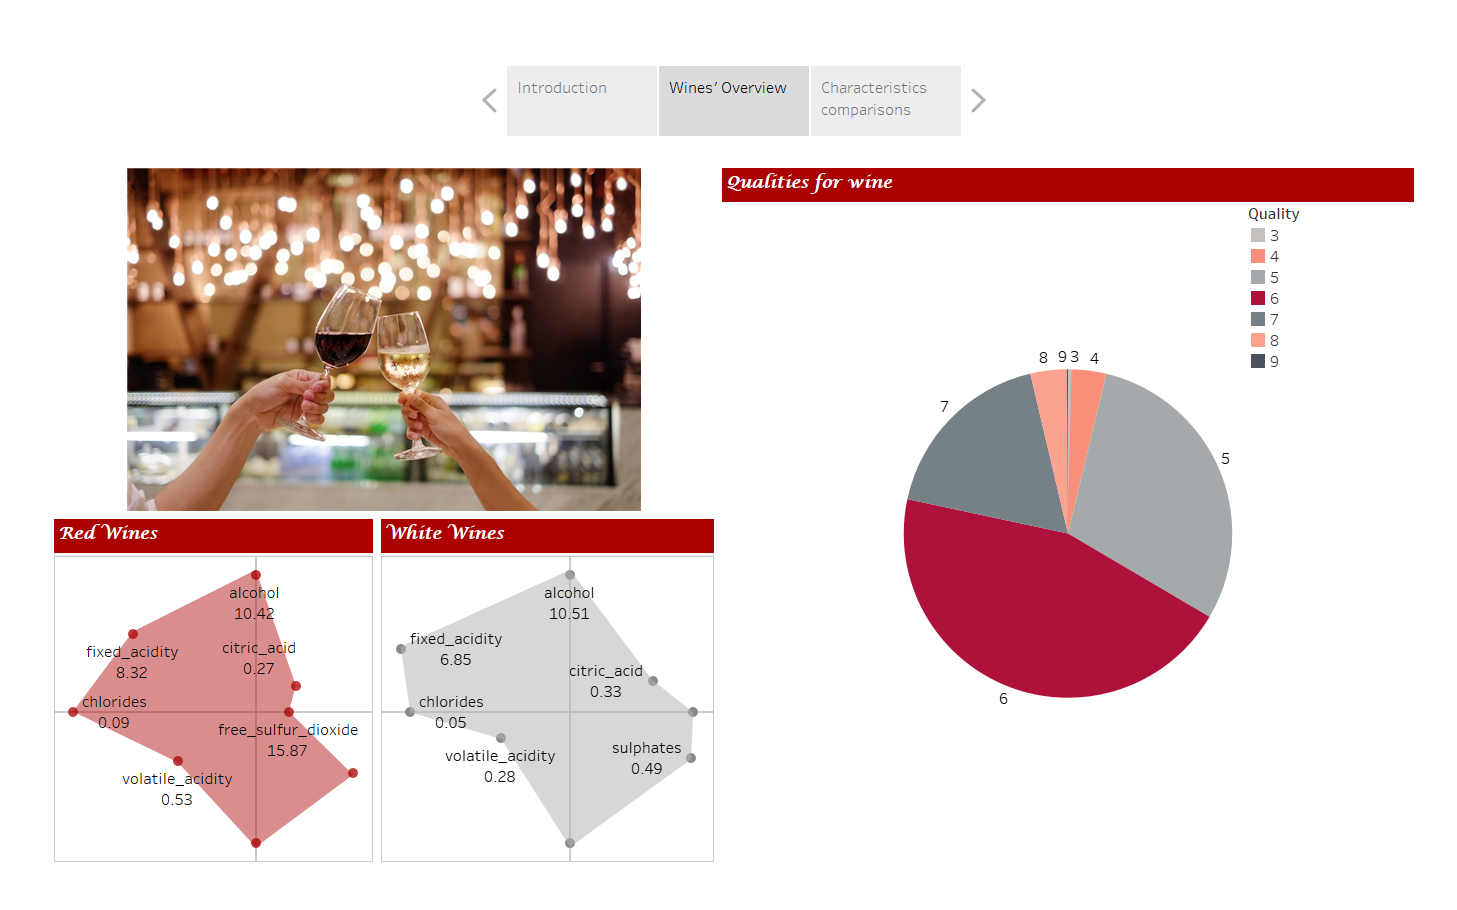 Introduction
Wines’ Overview
Characteristics
comparisons
Qualities for wine
Quality
3
4
5
6
7
8
9
8 9 3 4
7
5
6
Red Wines
alcohol
10.42
citric_acid
0.27
fixed_acidity
8.32
chlorides
0.09
free_sulfur_dioxide
15.87
volatile_acidity
0.53
White Wines
alcohol
10.51
fixed_acidity
6.85
citric_acid
0.33
chlorides
0.05
sulphates
0.49
volatile_acidity
0.28